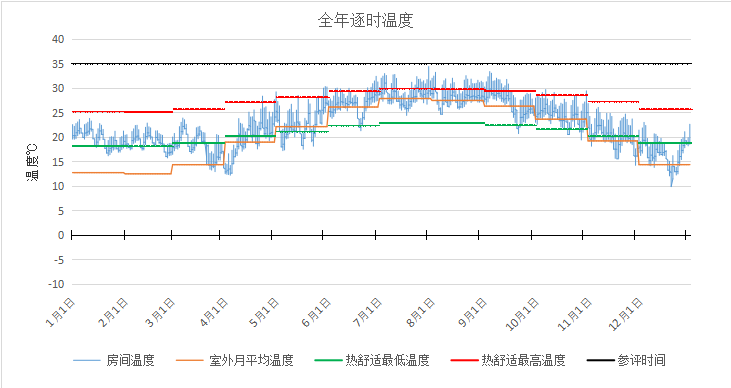 全年逐时温度
温度℃
40
35
30
25
20
15
10
5
0
-5
-10
1月1日
2月1日
3月1日
4月1日
5月1日
6月1日
7月1日
8月1日
9月1日
10月1日
11月1日
12月1日
房间温度 室外月平均温度 热舒适最低温度 热舒适最高温度 参评时间